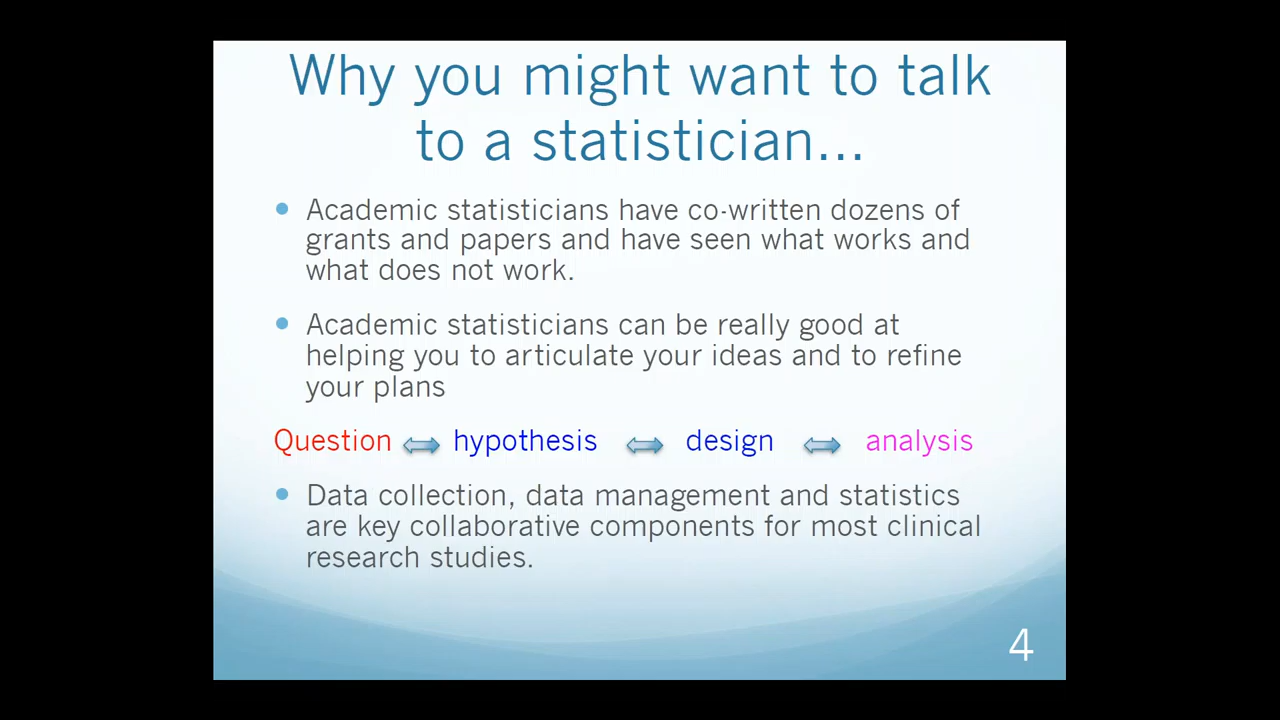 Why you might want to talk
to a statistician...
Academic statisticians have co-written dozens of
grants and papers and have seen what works and
what does not work.
Academic statisticians can be really good at
helping you to articulate your ideas and to refine
your plans
Question hypothesis design analysis
Data collection, data management and statistics
are key collaborative components for most clinical
research studies.
4